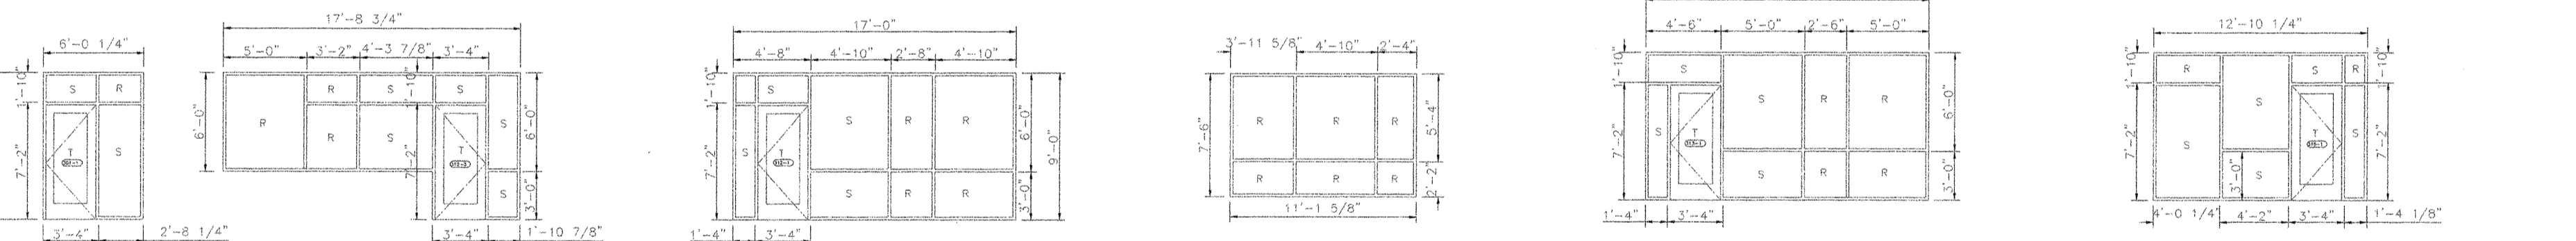 6'-0 1/4"
1'-10"
S R
T S
7'-2"
3'-4" 2'-8 1/4"
17'-8 3/4"
5'-0" 3'-2" 4'-3 7/8" 3'-4"
1'-10"
6'-0"
R S S
R R S T S
6'-0"
7'-2"
S
3'-0"
3'-4" 1'-10 7/8"
17'-0"
4'-8" 4'-10" 2'-8" 4'-10"
1'-10"
S
S R R
6'-0"
9'-0"
7'-2"
S T
S R R
3'-0"
1'-4" 3'-4"
3'-11 5/8" 4'-10" 2'-4"
7'-6"
R R R
5'-4"
R R R
2'-2"
11'-1 5/8"
4'-6" 5'-0" 2'-6" 5'-0"
1'-10"
S
S R R
6'-0"
7'-2"
S T
S R R
3'-0"
1'-4" 3'-4"
12'-10 1/4"
1'-10"
R S S R
1'-10"
7'-2"
S T S
7'-2"
3'-0"
S
4'-0 1/4" 4'-2" 3'-4" 1'-4 1/8"